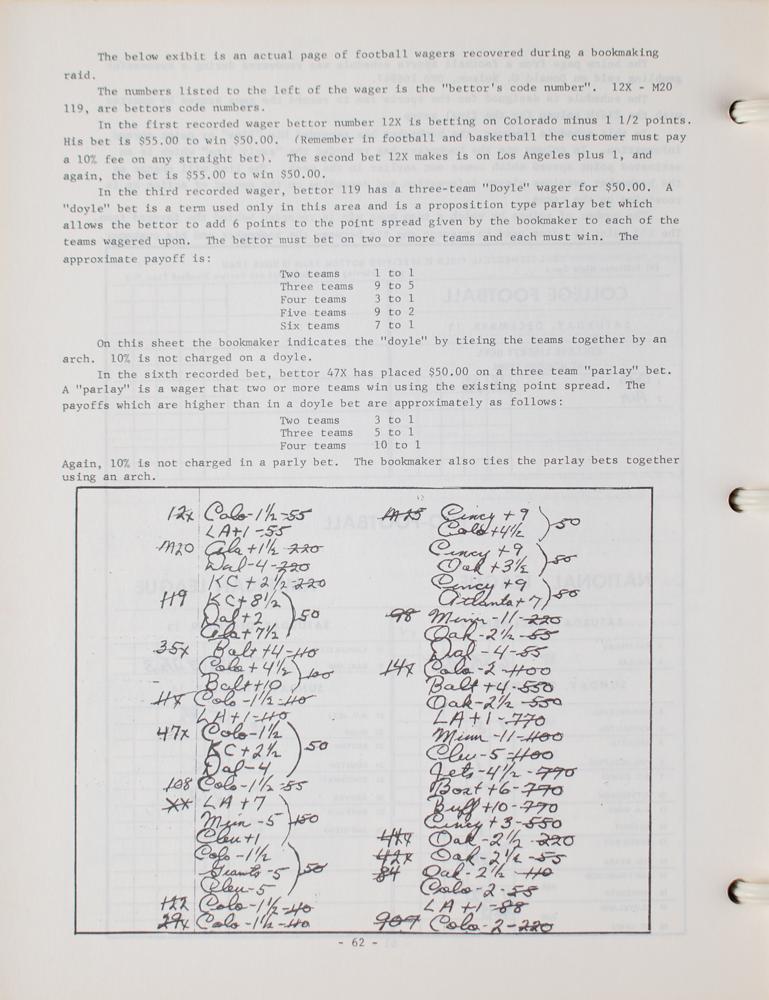 The below exibit is an actual page of football wagers recovered during a bookmaking
raid.
The numbers listed to the left of the wager is the "bettor's code number". 12X - M20
119, are bettors code numbers.
In the first recorded wager bettor number 12X is betting on Colorado minus 1 1/2 points.
His bet is $55.00 to win $50.00. (Remember in football and basketball the customer must pay
a 10% fee on any straight bet). The second bet 12X makes is on Los Angeles plus 1, and
again, the bet is $55.00 to win $50.00.
In the third recorded wager, bettor 119 has a three-team "Doyle" wager for $50.00. A
"doyle" bet is a term used only in this area and is a proposition type parlay bet which
allows the bettor to add 6 points to the point spread given by the bookmaker to each of the
teams wagered upon. The bettor must bet on two or more teams and each must win. The
approximate payoff is:
Two teams 1 to 1
Three teams 9 to 5
Four teams 3 to 1
Five teams 9 to 2
Six teams 7 to 1
On this sheet the bookmaker indicates the "doyle" by tieing the teams together by an
arch. 10% is not charged on a doyle.
In the sixth recorded bet, bettor 47X has placed $50.00 on a three team "parlay" bet.
A "parlay" is a wager that two or more teams win using the existing point spread. The
payoffs which are higher than in a doyle bet are approximately as follows:
Two teams 3 to 1
Three teams 5 to 1
Four teams 10 to 1
Again, 10% is not charged in a parly bet. The bookmaker also ties the parlay bets together
using an arch.
12x Colo-1½-55
LA+1-55
M20 Ala+1½-220
Dal-4-220
KC+2½-220
119 KC+8½
Dal+2 50
Ala+7½
35x Balt+4-110
Colo+4½
Balt+10 100
11x Colo-1½-110
LA+1-110
47x Colo-1½
KC+2½ 50
Dal-4
108 Colo-1½-55
XX LA+7
Minn-5 50
Cleu+1
Colo-1½
Giants-5 50
Cleu-5
122 Colo-1½-40
29x Colo-1½-110
M25 Cincy+9
Colo+4½ 50
Cincy+9
Oak+3½ 50
Cincy+9
Atlanta+7 50
98 Minn-11-220
Oak-2½-55
Dal-4-55
14x Colo-2-1100
Balt+4-550
Oak-2½-550
LA+1-770
Minn-11-1100
Cleu-5-1100
Jets-4½-770
Bost+6-770
Buff+10-770
Cincy+3-550
Oak-2½-220
42x Oak-2½-55
84 Oak-2½-110
Colo-2-55
LA+1-88
909 Colo-2-220
- 62 -